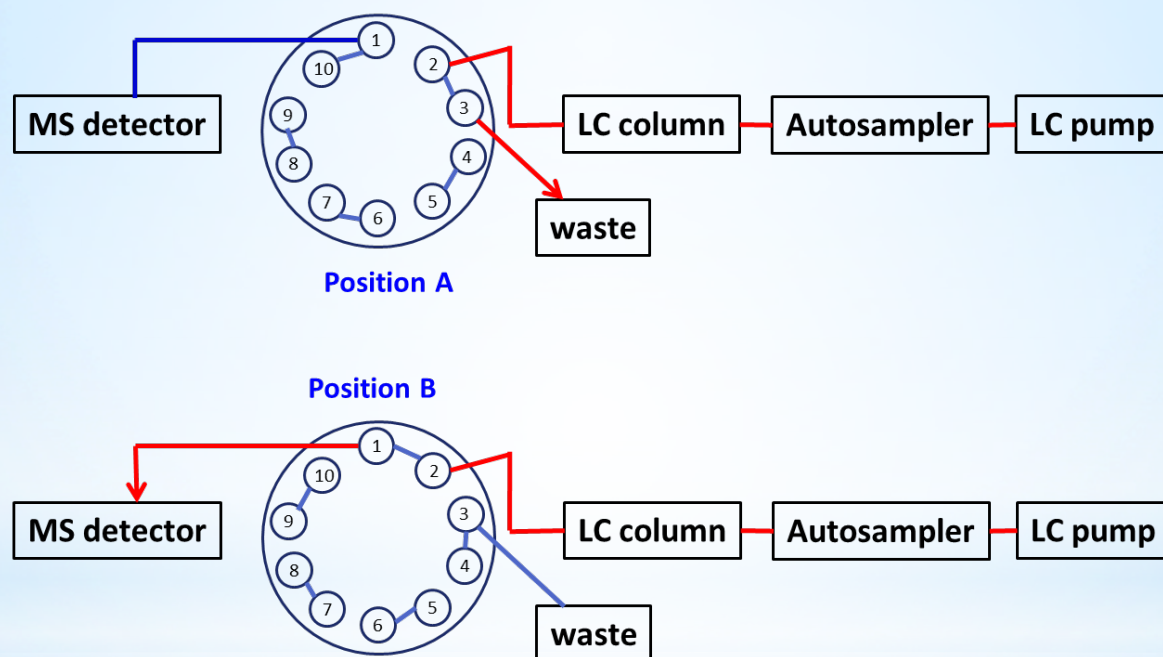 1
2
10
3
9
MS detector
LC column
Autosampler
LC pump
8
4
7
5
6
waste
Position A
Position B
1
2
10
3
9
MS detector
LC column
Autosampler
LC pump
8
4
7
5
6
waste